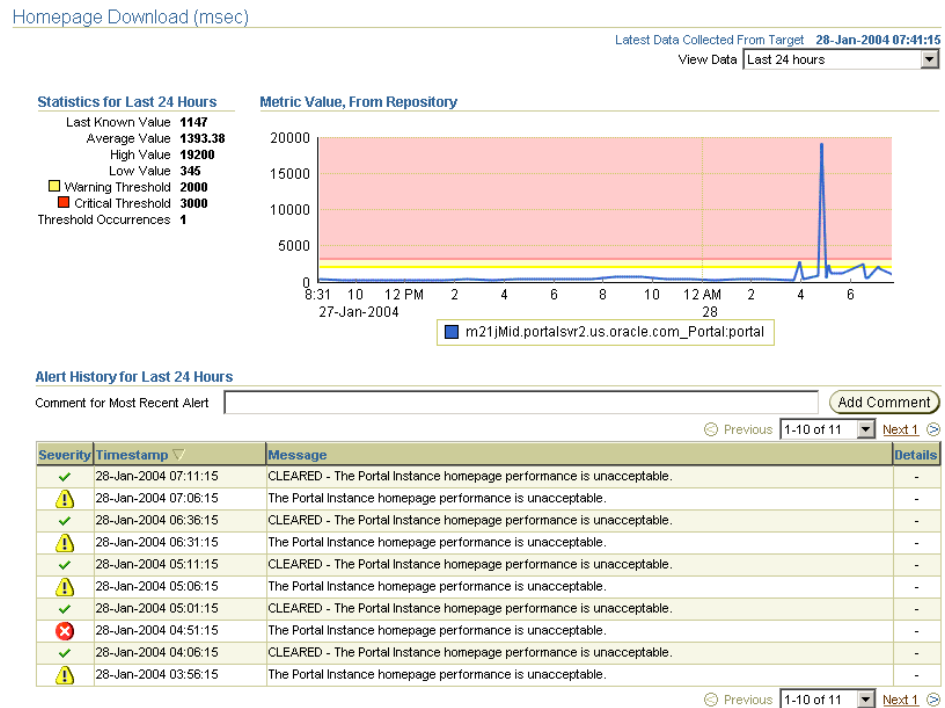 Homepage Download (msec)
Latest Data Collected From Target 28-Jan-2004 07:41:15
View Data Last 24 hours
Statistics for Last 24 Hours
Last Known Value 1147
Average Value 1393.38
High Value 19200
Low Value 345
Warning Threshold 2000
Critical Threshold 3000
Threshold Occurrences 1
Metric Value, From Repository
20000
15000
10000
5000
0
8:31 10 12 PM 2 4 6 8 10 12 AM 2 4 6
27-Jan-2004 28
m21jMid.portalsvr2.us.oracle.com_Portal:portal
Alert History for Last 24 Hours
Comment for Most Recent Alert Add Comment
Previous 1-10 of 11 Next 1
Severity Timestamp Message Details
28-Jan-2004 07:11:15 CLEARED - The Portal Instance homepage performance is unacceptable. -
28-Jan-2004 07:06:15 The Portal Instance homepage performance is unacceptable. -
28-Jan-2004 06:36:15 CLEARED - The Portal Instance homepage performance is unacceptable. -
28-Jan-2004 06:31:15 The Portal Instance homepage performance is unacceptable. -
28-Jan-2004 05:11:15 CLEARED - The Portal Instance homepage performance is unacceptable. -
28-Jan-2004 05:06:15 The Portal Instance homepage performance is unacceptable. -
28-Jan-2004 05:01:15 CLEARED - The Portal Instance homepage performance is unacceptable. -
28-Jan-2004 04:51:15 The Portal Instance homepage performance is unacceptable. -
28-Jan-2004 04:06:15 CLEARED - The Portal Instance homepage performance is unacceptable. -
28-Jan-2004 03:56:15 The Portal Instance homepage performance is unacceptable. -
Previous 1-10 of 11 Next 1